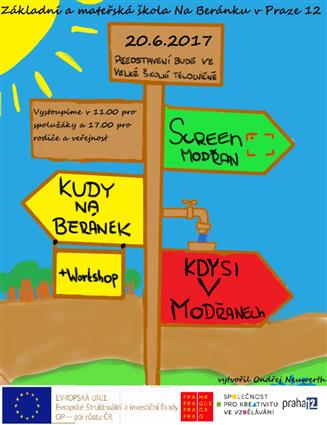 Základní a mateřská škola Na Beránku v Praze 12
20.6.2017
PŘEDSTAVENÍ BUDE VE
VELKÉ ŠKOLNÍ TĚLOCVIČNĚ
Vystoupíme v 11.00 pro
spolužáky a 17.00 pro
rodiče a veřejnost
SCREEN
MODŘAN
KUDY
NA
BERANEK
+Workshop
KDYSI
V
MODŘANECH
vytvořil Ondřej Neuwerth
EVROPSKÁ UNIE
Evropské strukturální a investiční fondy
OP – pól růstu ČR
PRA HA
PRA GUE
PRA GA
PRA G
SPOLEČNOST
PRO KREATIVITU
VE VZDĚLÁVÁNÍ
praha12